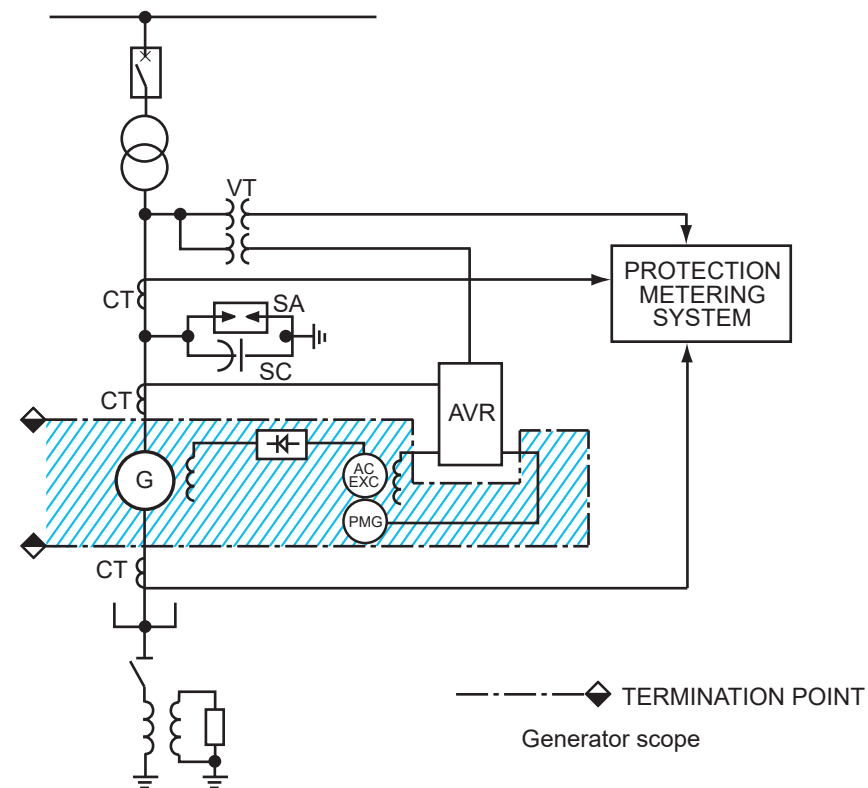 VT
PROTECTION
METERING
SYSTEM
CT
SA
SC
CT
AVR
G
AC
EXC
PMG
CT
TERMINATION POINT
Generator scope